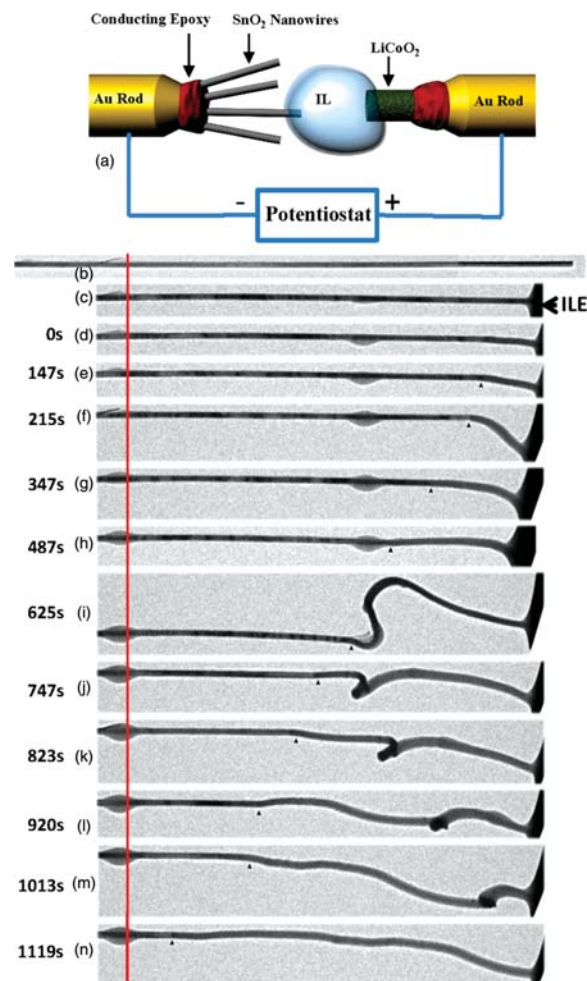 Conducting Epoxy
SnO2 Nanowires
LiCoO2
Au Rod
IL
Au Rod
(a)
- Potentiostat +
(b)
(c)
ILE
0s (d)
147s (e)
215s (f)
347s (g)
487s (h)
625s (i)
747s (j)
823s (k)
920s (l)
1013s (m)
1119s (n)